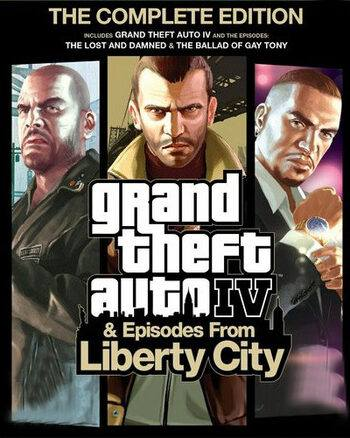 THE COMPLETE EDITION
INCLUDES GRAND THEFT AUTO IV AND THE EPISODES:
THE LOST AND DAMNED & THE BALLAD OF GAY TONY
grand
theft
auto IV
& Episodes From
Liberty City